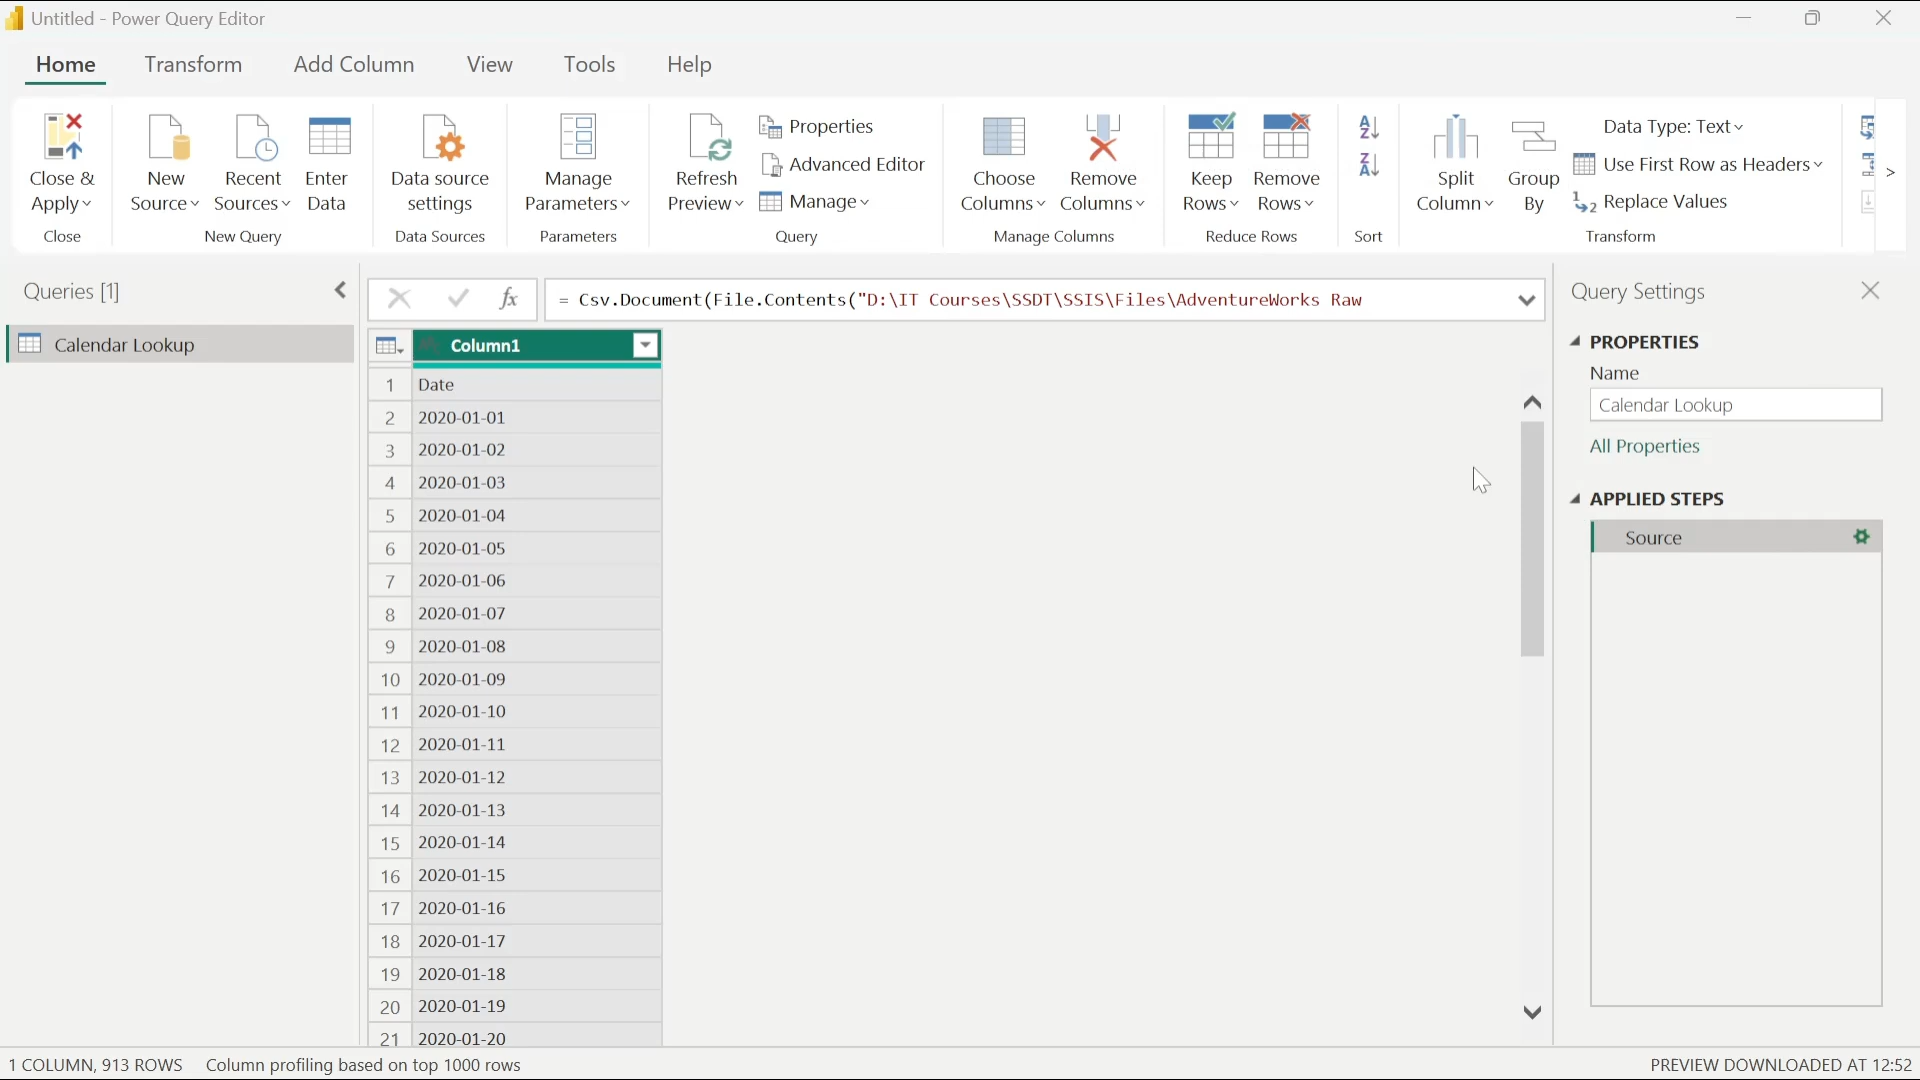 Untitled - Power Query Editor
Home Transform Add Column View Tools Help
Close & Apply
Close
New Source
Recent Sources
Enter Data
New Query
Data source settings
Data Sources
Manage Parameters
Parameters
Refresh Preview
Properties
Advanced Editor
Manage
Query
Choose Columns
Remove Columns
Manage Columns
Keep Rows
Remove Rows
Reduce Rows
A
Z
Z
A
Sort
Split Column
Group By
Data Type: Text
Use First Row as Headers
1 2 Replace Values
Transform
>
Queries [1]
Calendar Lookup
fx
= Csv.Document(File.Contents("D:\IT Courses\SSDT\SSIS\Files\AdventureWorks Raw
Column1
1 Date
2 2020-01-01
3 2020-01-02
4 2020-01-03
5 2020-01-04
6 2020-01-05
7 2020-01-06
8 2020-01-07
9 2020-01-08
10 2020-01-09
11 2020-01-10
12 2020-01-11
13 2020-01-12
14 2020-01-13
15 2020-01-14
16 2020-01-15
17 2020-01-16
18 2020-01-17
19 2020-01-18
20 2020-01-19
21 2020-01-20
Query Settings
PROPERTIES
Name
Calendar Lookup
All Properties
APPLIED STEPS
Source
1 COLUMN, 913 ROWS Column profiling based on top 1000 rows
PREVIEW DOWNLOADED AT 12:52